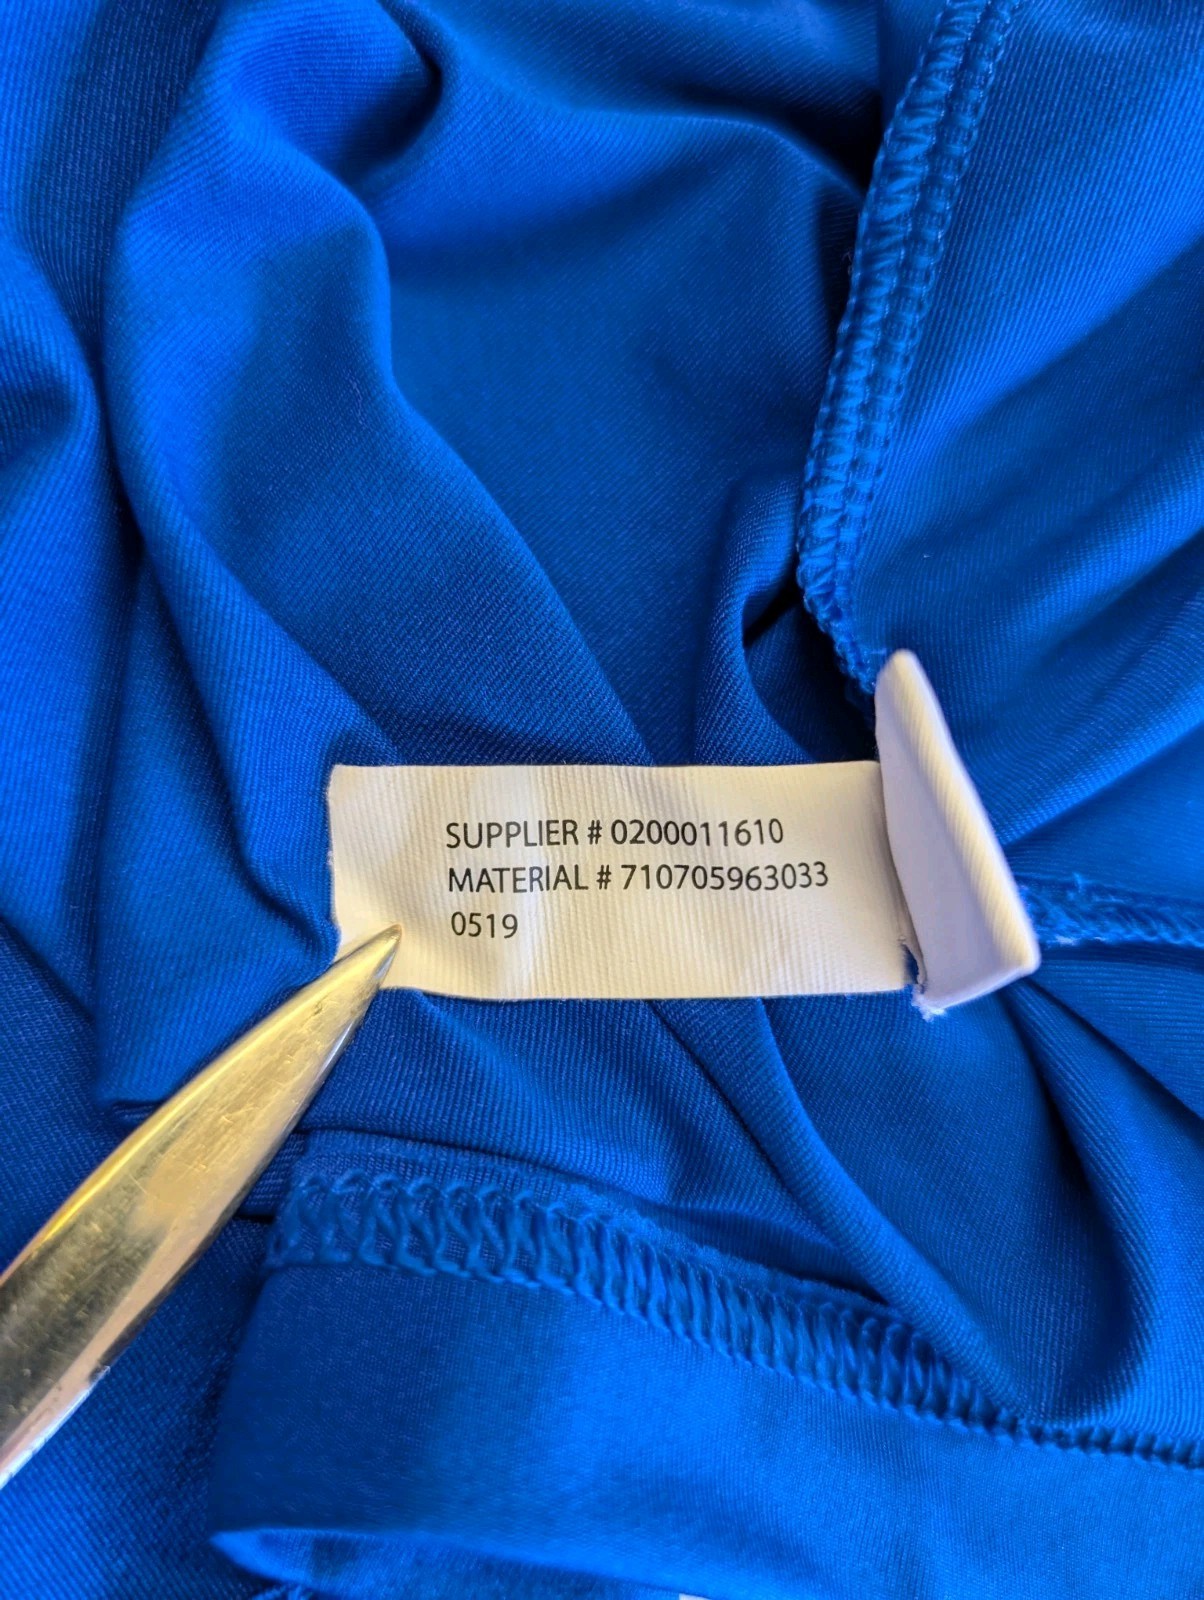 SUPPLIER # 0200011610
MATERIAL # 710705963033
0519